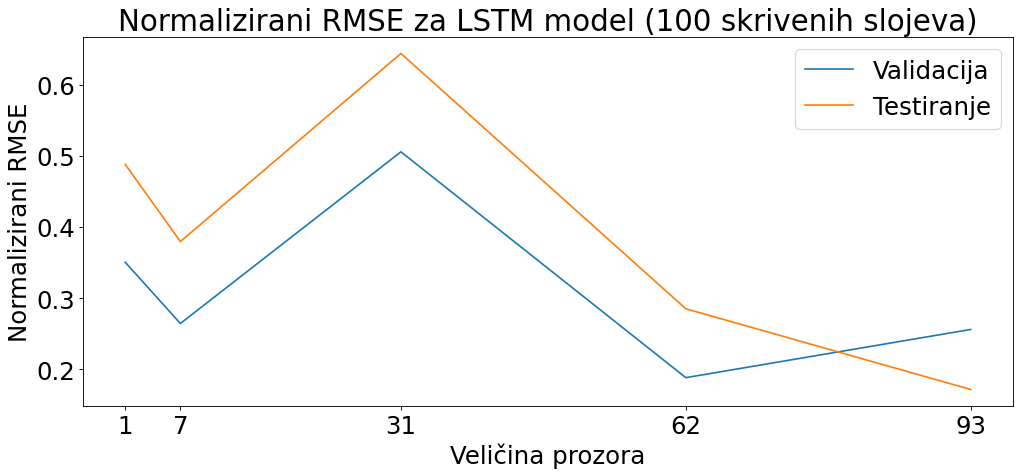 Normalizirani RMSE za LSTM model (100 skrivenih slojeva)
Normalizirani RMSE
0.6
0.5
0.4
0.3
0.2
Validacija
Testiranje
1 7 31 62 93
Veličina prozora